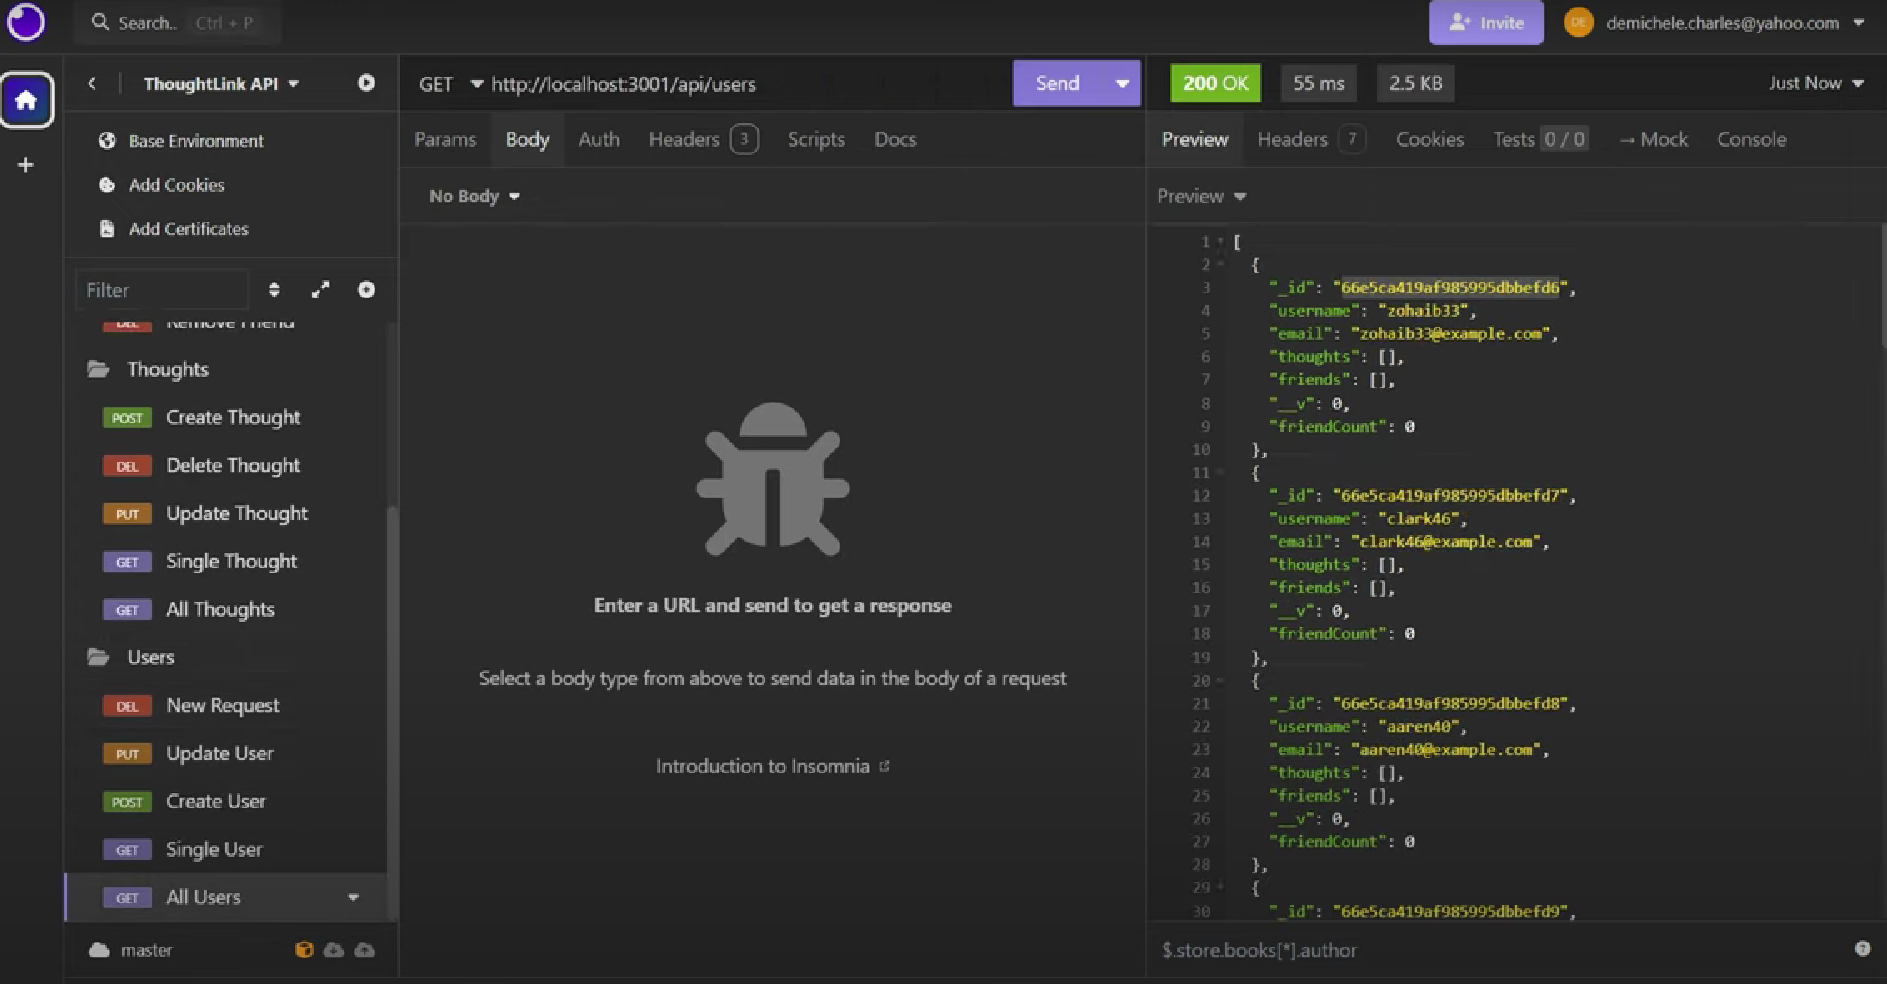 Search.. Ctrl + P
Invite
DE demichele.charles@yahoo.com
ThoughtLink API
Base Environment
Add Cookies
Add Certificates
Filter
DEL Remove Friend
Thoughts
POST Create Thought
DEL Delete Thought
PUT Update Thought
GET Single Thought
GET All Thoughts
Users
DEL New Request
PUT Update User
POST Create User
GET Single User
GET All Users
master
GET http://localhost:3001/api/users
Send
Params Body Auth Headers 3 Scripts Docs
No Body
Enter a URL and send to get a response
Select a body type from above to send data in the body of a request
Introduction to Insomnia
200 OK 55 ms 2.5 KB Just Now
Preview Headers 7 Cookies Tests 0 / 0 → Mock Console
Preview
1 [
2 {
3 "_id": "66e5ca419af985995dbbefd6",
4 "username": "zohaib33",
5 "email": "zohaib33@example.com",
6 "thoughts": [],
7 "friends": [],
8 "__v": 0,
9 "friendCount": 0
10 },
11 {
12 "_id": "66e5ca419af985995dbbefd7",
13 "username": "clark46",
14 "email": "clark46@example.com",
15 "thoughts": [],
16 "friends": [],
17 "__v": 0,
18 "friendCount": 0
19 },
20 {
21 "_id": "66e5ca419af985995dbbefd8",
22 "username": "aaren40",
23 "email": "aaren40@example.com",
24 "thoughts": [],
25 "friends": [],
26 "__v": 0,
27 "friendCount": 0
28 },
29 {
30 "_id": "66e5ca419af985995dbbefd9",
$.store.books[*].author